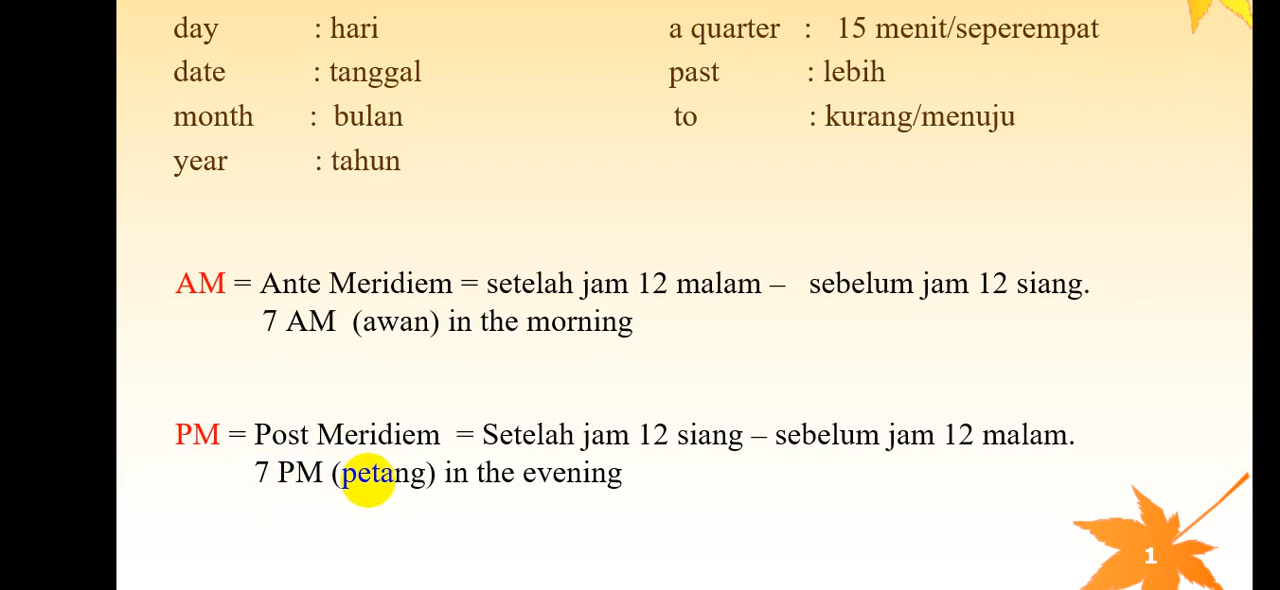 day : hari a quarter : 15 menit/seperempat
date : tanggal past : lebih
month : bulan to : kurang/menuju
year : tahun
AM = Ante Meridiem = setelah jam 12 malam – sebelum jam 12 siang.
7 AM (awan) in the morning
PM = Post Meridiem = Setelah jam 12 siang – sebelum jam 12 malam.
7 PM (petang) in the evening
1